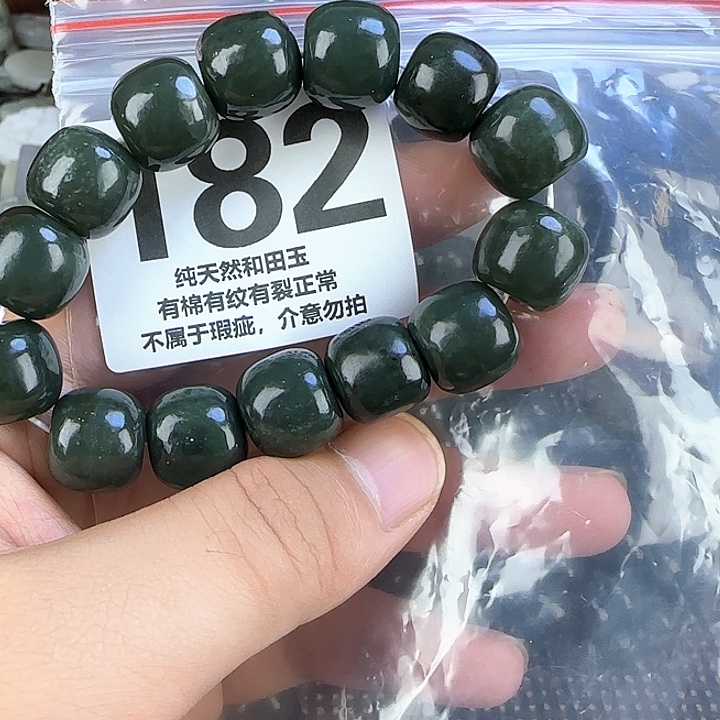 182
纯天然和田玉
有棉有纹有裂正常
不属于瑕疵，介意勿拍